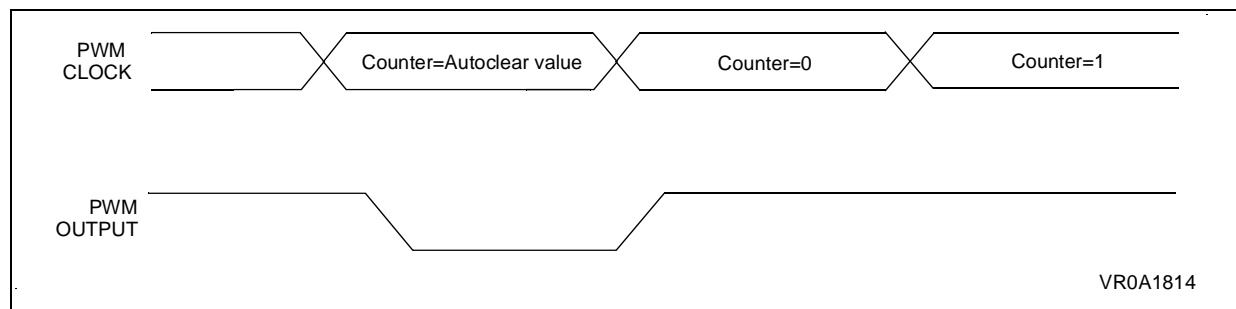 PWM
CLOCK
Counter=Autoclear value
Counter=0
Counter=1
PWM
OUTPUT
VR0A1814